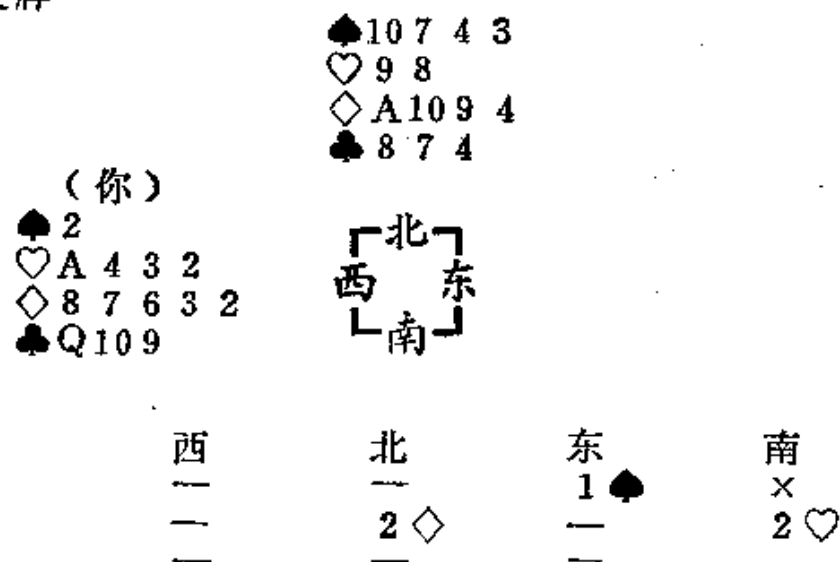 ♠10 7 4 3
♡ 9 8
♢ A 10 9 4
♣ 8 7 4
(你)
♠ 2
♡ A 4 3 2
♢ 8 7 6 3 2
♣ Q 10 9
北
西 东
南
西 北 东 南
— — 1♠ ×
— 2♢ — 2♡
— — —